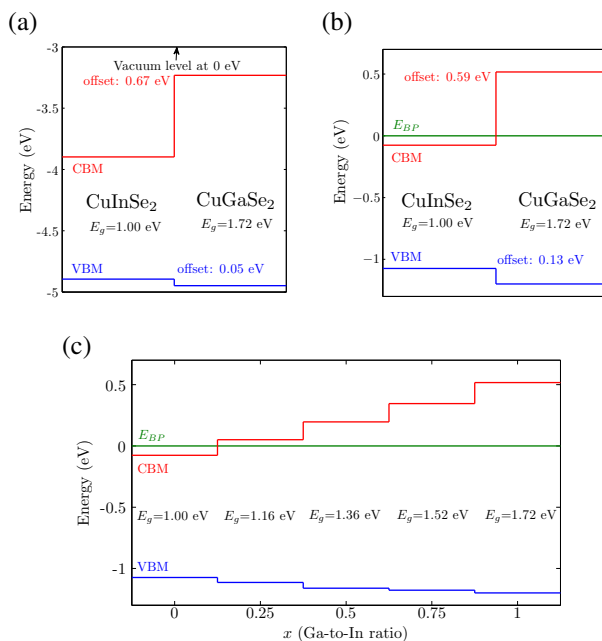 (a)
-3
Vacuum level at 0 eV
offset: 0.67 eV
-3.5
-4
CBM
CuInSe2 CuGaSe2
Eg=1.00 eV Eg=1.72 eV
-4.5
VBM offset: 0.05 eV
-5
Energy (eV)
(b)
0.5
offset: 0.59 eV
EBP
0
CBM
−0.5
CuInSe2 CuGaSe2
Eg=1.00 eV Eg=1.72 eV
−1
VBM offset: 0.13 eV
Energy (eV)
(c)
0.5
EBP
0
CBM
-0.5
Eg=1.00 eV Eg=1.16 eV Eg=1.36 eV Eg=1.52 eV Eg=1.72 eV
VBM
-1
0 0.25 0.5 0.75 1
x (Ga-to-In ratio)
Energy (eV)